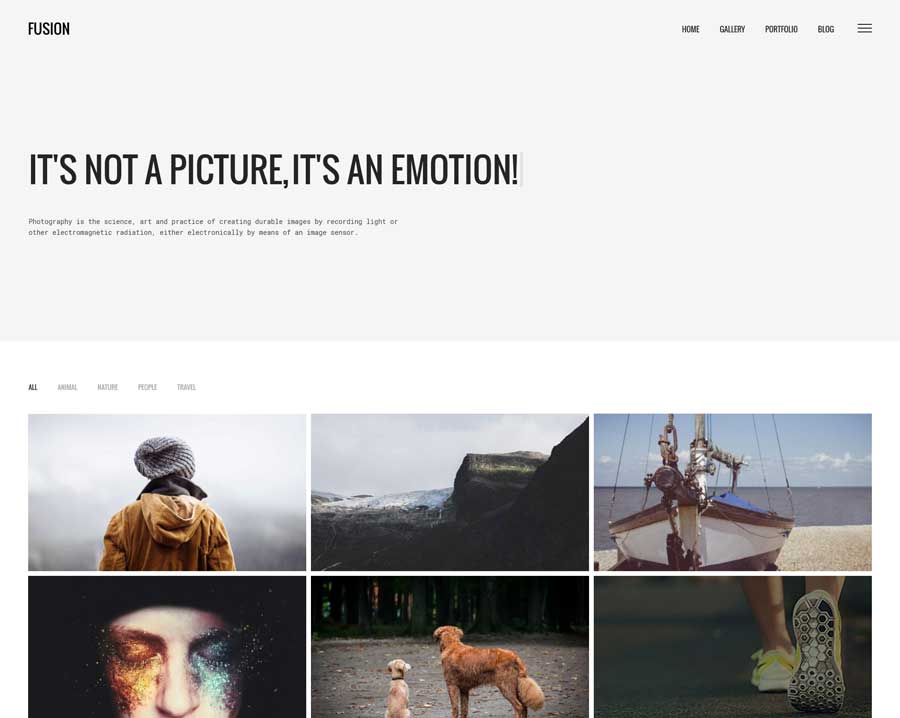 FUSION
HOME GALLERY PORTFOLIO BLOG
IT'S NOT A PICTURE, IT'S AN EMOTION!
Photography is the science, art and practice of creating durable images by recording light or
other electromagnetic radiation, either electronically by means of an image sensor.
ALL ANIMAL NATURE PEOPLE TRAVEL